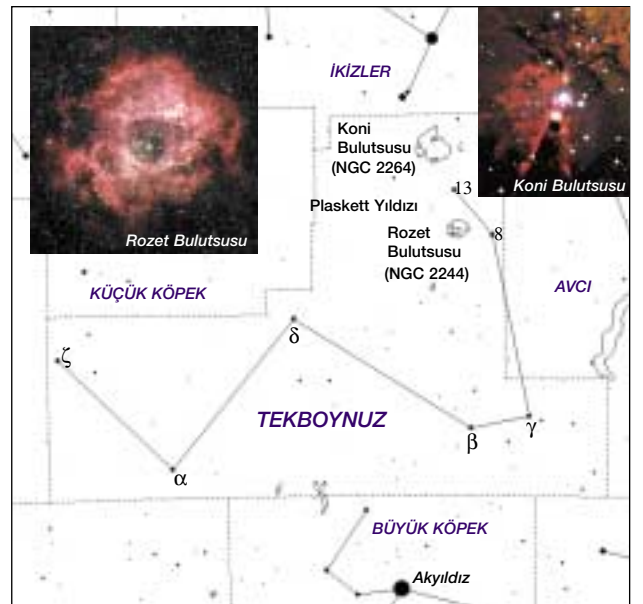 İKİZLER
Koni
Bulutsusu
(NGC 2264)
Koni Bulutsusu
13
Plaskett Yıldızı
Rozet
Bulutsusu
(NGC 2244)
8
Rozet Bulutsusu
KÜÇÜK KÖPEK
AVCI
δ
ζ
TEKBOYNUZ
β
γ
α
BÜYÜK KÖPEK
Akyıldız